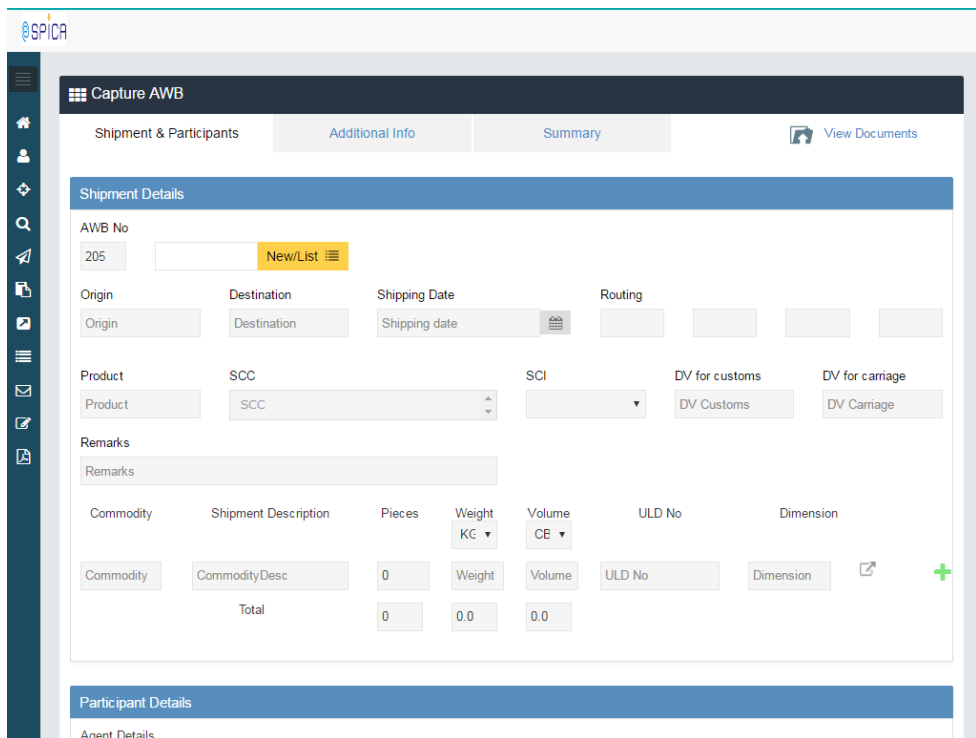 eSPICA
Capture AWB
Shipment & Participants Additional Info Summary View Documents
Shipment Details
AWB No
205 New/List
Origin Destination Shipping Date Routing
Origin Destination Shipping date
Product SCC SCI DV for customs DV for carriage
Product SCC DV Customs DV Carriage
Remarks
Remarks
Commodity Shipment Description Pieces Weight Volume ULD No Dimension
KG CB
Commodity CommodityDesc 0 Weight Volume ULD No Dimension
Total 0 0.0 0.0
Participant Details
Agent Details